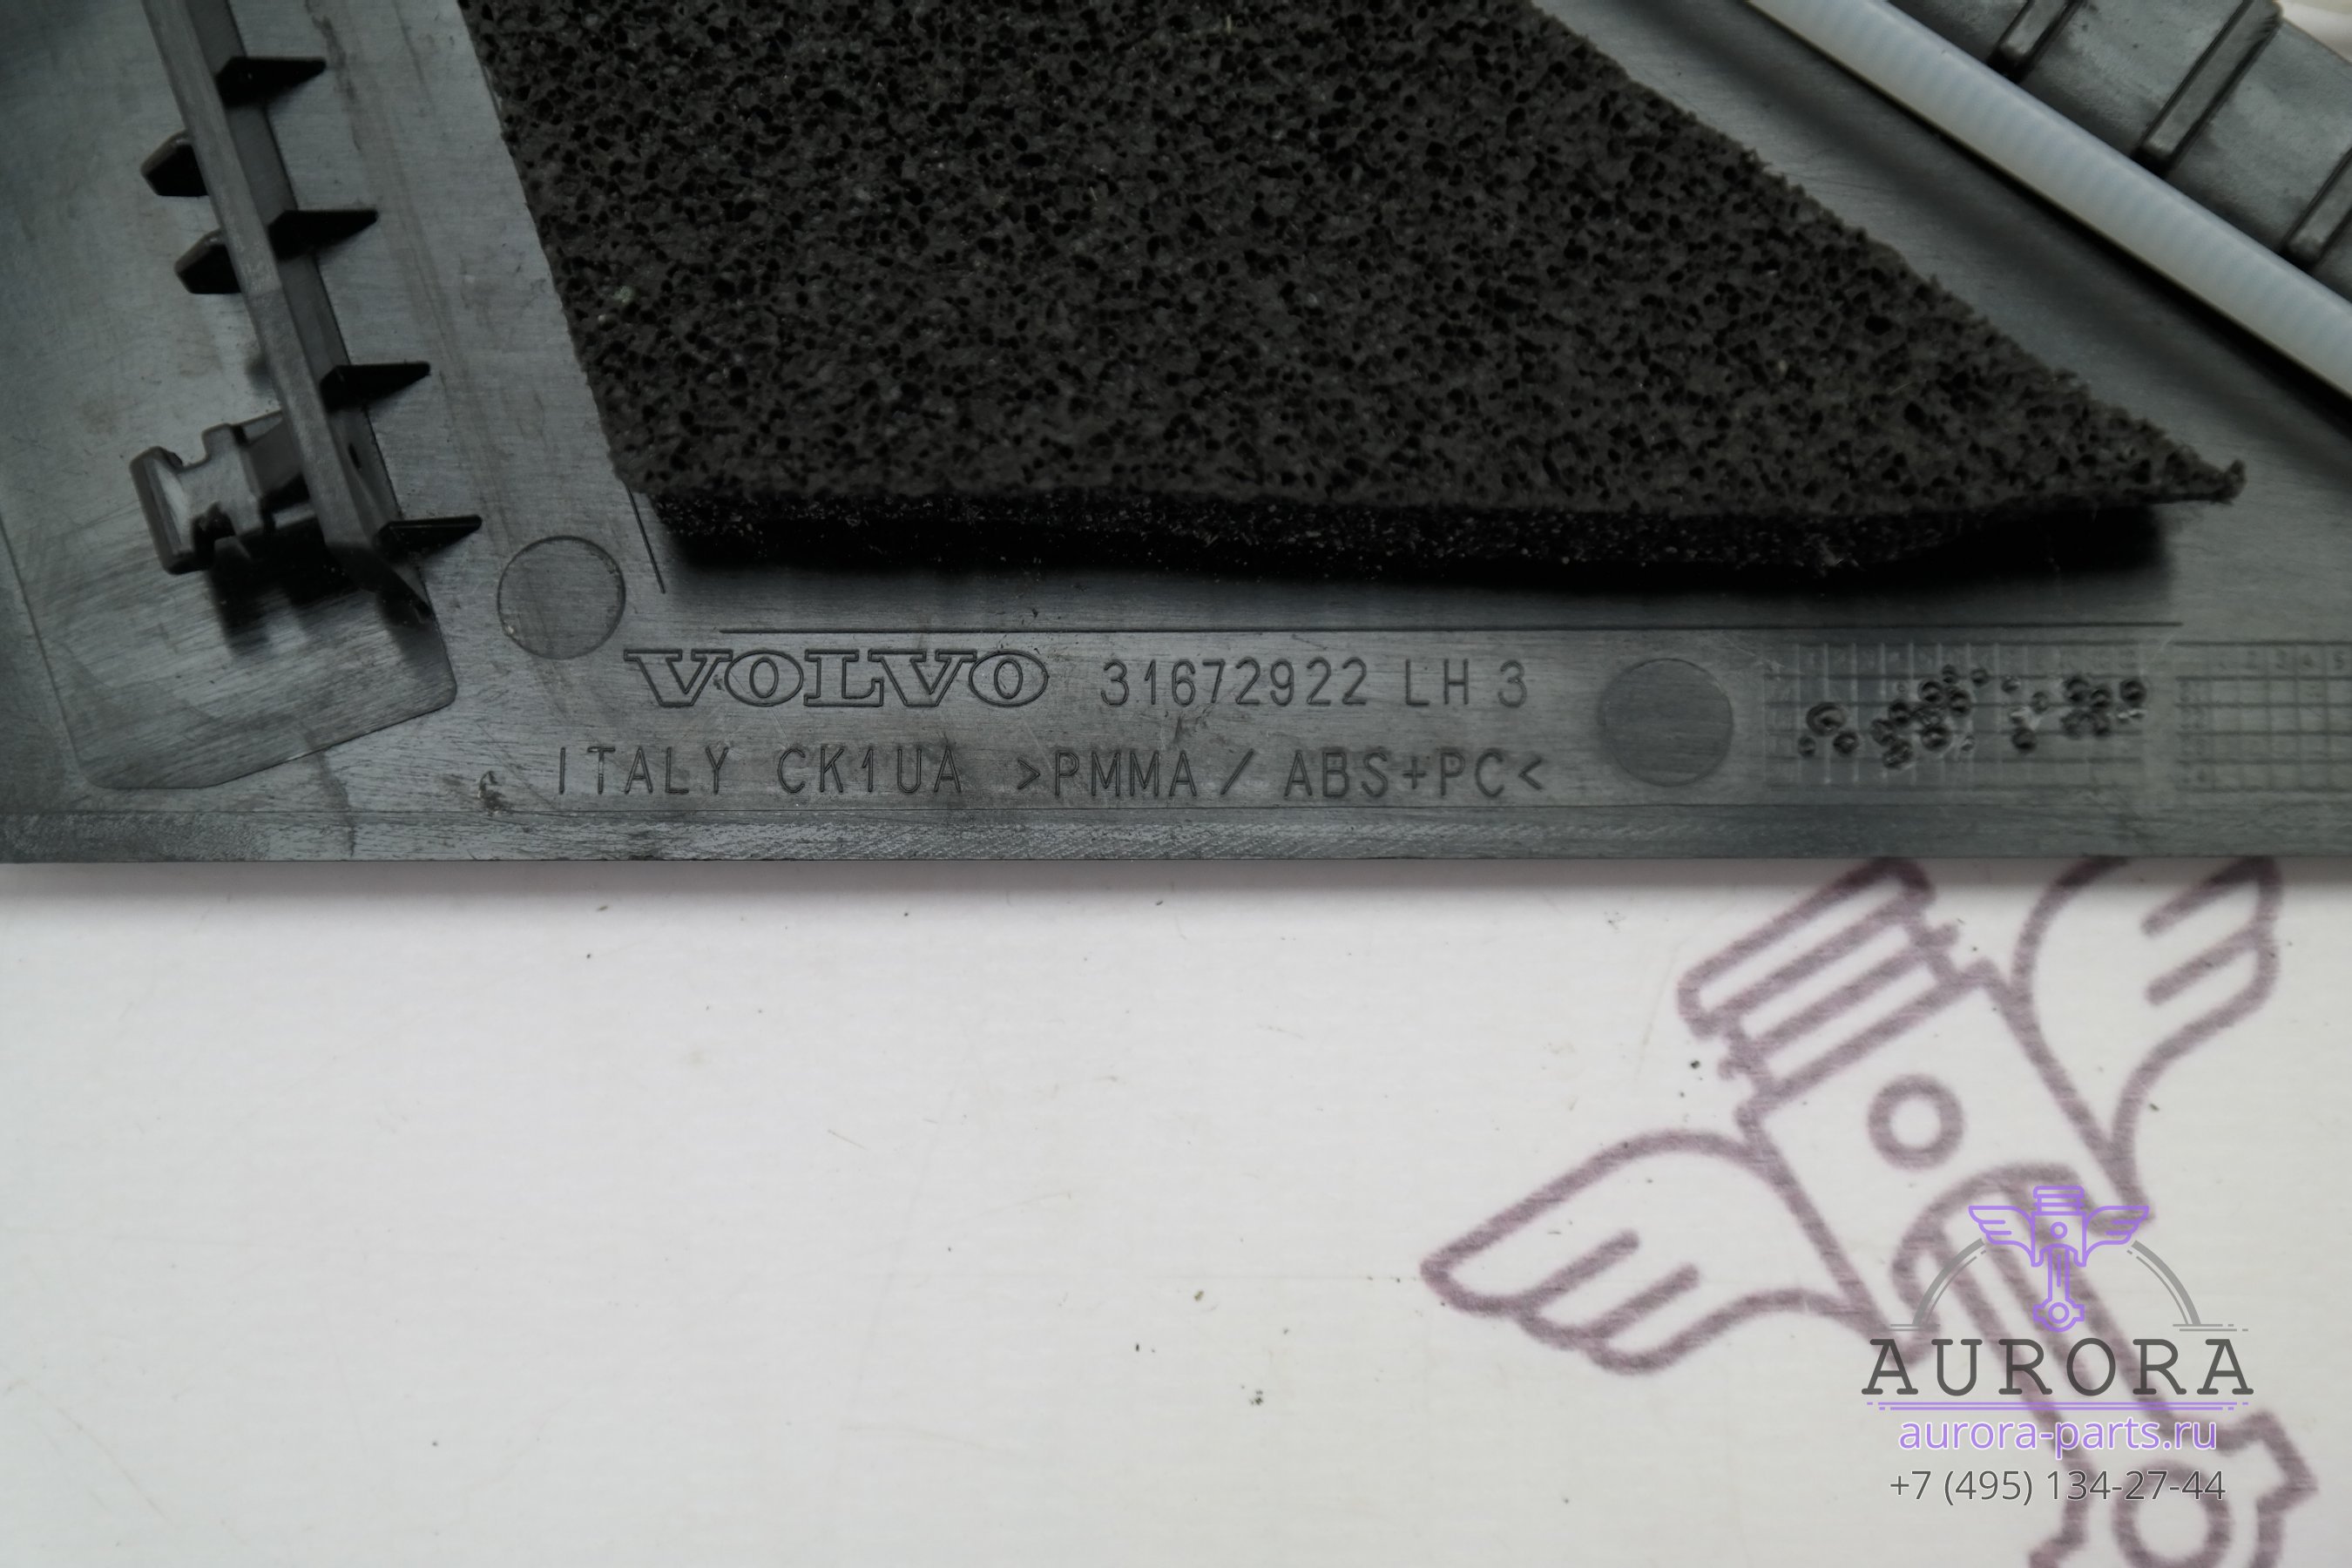 VOLVO 31672922 LH 3
ITALY CK1UA >PMMA / ABS+PC<
AURORA
aurora-parts.ru
+7 (495) 134-27-44